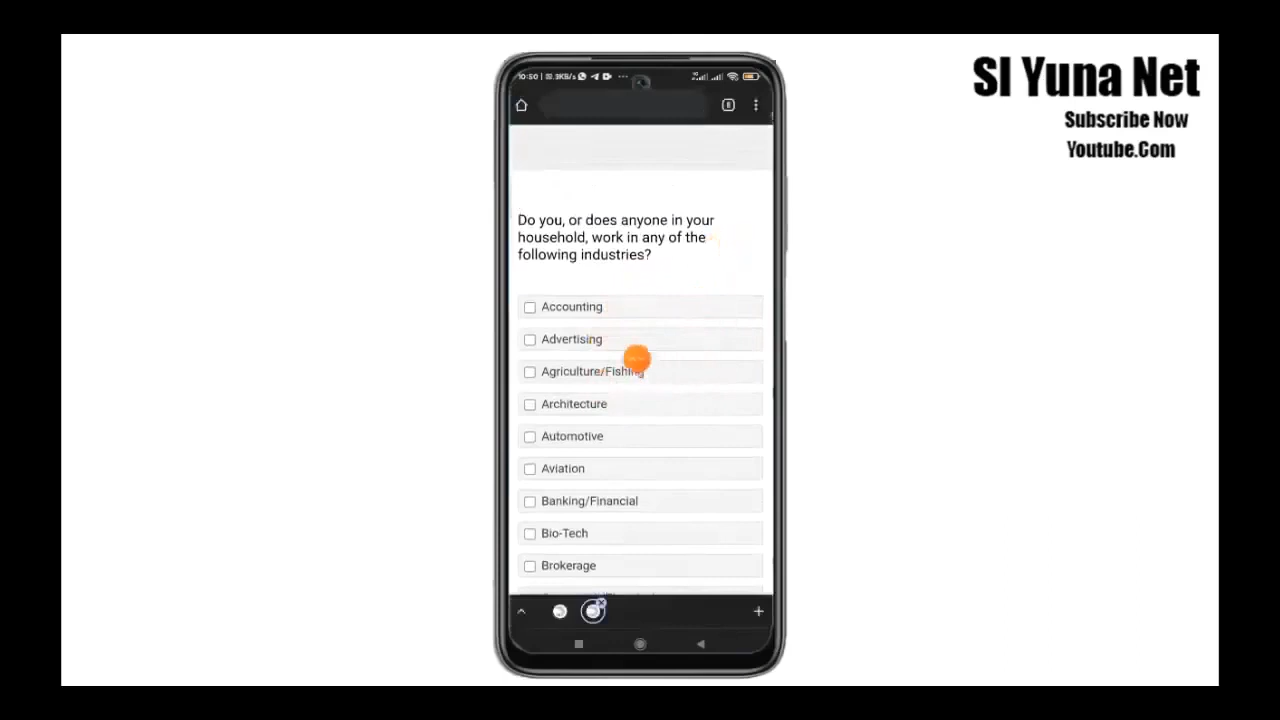 SI Yuna Net
Subscribe Now
Youtube.Com
Do you, or does anyone in your
household, work in any of the
following industries?
Accounting
Advertising
Agriculture/Fishing
Architecture
Automotive
Aviation
Banking/Financial
Bio-Tech
Brokerage